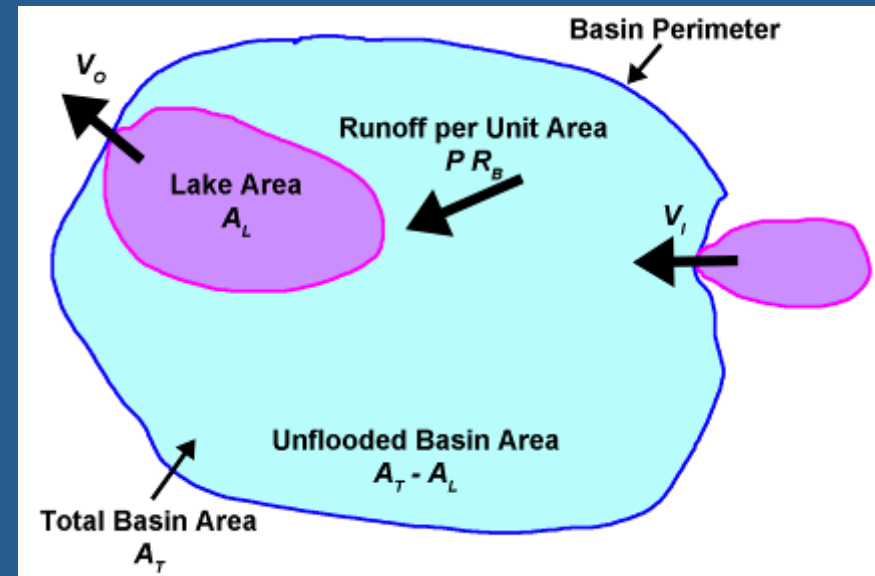 Basin Perimeter
V_O
Runoff per Unit Area
P R_B
Lake Area
A_L
V_I
Unflooded Basin Area
A_T - A_L
Total Basin Area
A_T